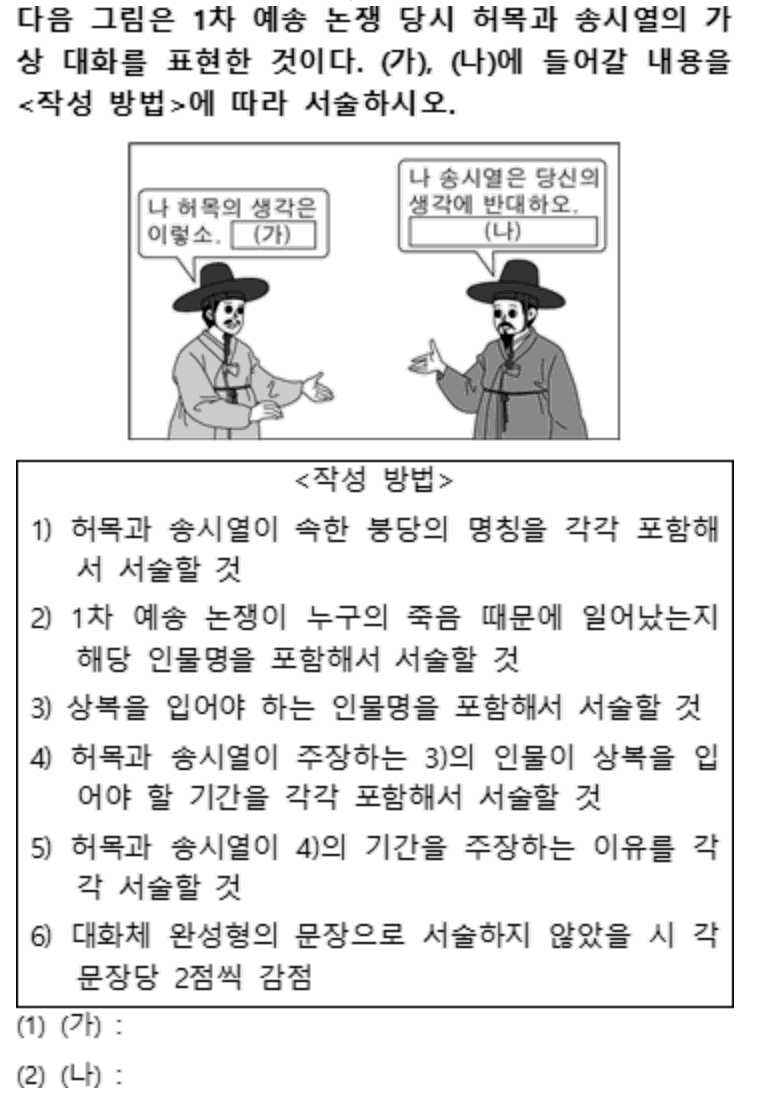 다음 그림은 1차 예송 논쟁 당시 허목과 송시열의 가
상 대화를 표현한 것이다. (가), (나)에 들어갈 내용을
<작성 방법>에 따라 서술하시오.
나 허목의 생각은
이렇소. (가)
나 송시열은 당신의
생각에 반대하오.
(나)
<작성 방법>
1) 허목과 송시열이 속한 붕당의 명칭을 각각 포함해
서 서술할 것
2) 1차 예송 논쟁이 누구의 죽음 때문에 일어났는지
해당 인물명을 포함해서 서술할 것
3) 상복을 입어야 하는 인물명을 포함해서 서술할 것
4) 허목과 송시열이 주장하는 3)의 인물이 상복을 입
어야 할 기간을 각각 포함해서 서술할 것
5) 허목과 송시열이 4)의 기간을 주장하는 이유를 각
각 서술할 것
6) 대화체 완성형의 문장으로 서술하지 않았을 시 각
문장당 2점씩 감점
(1) (가) :
(2) (나) :